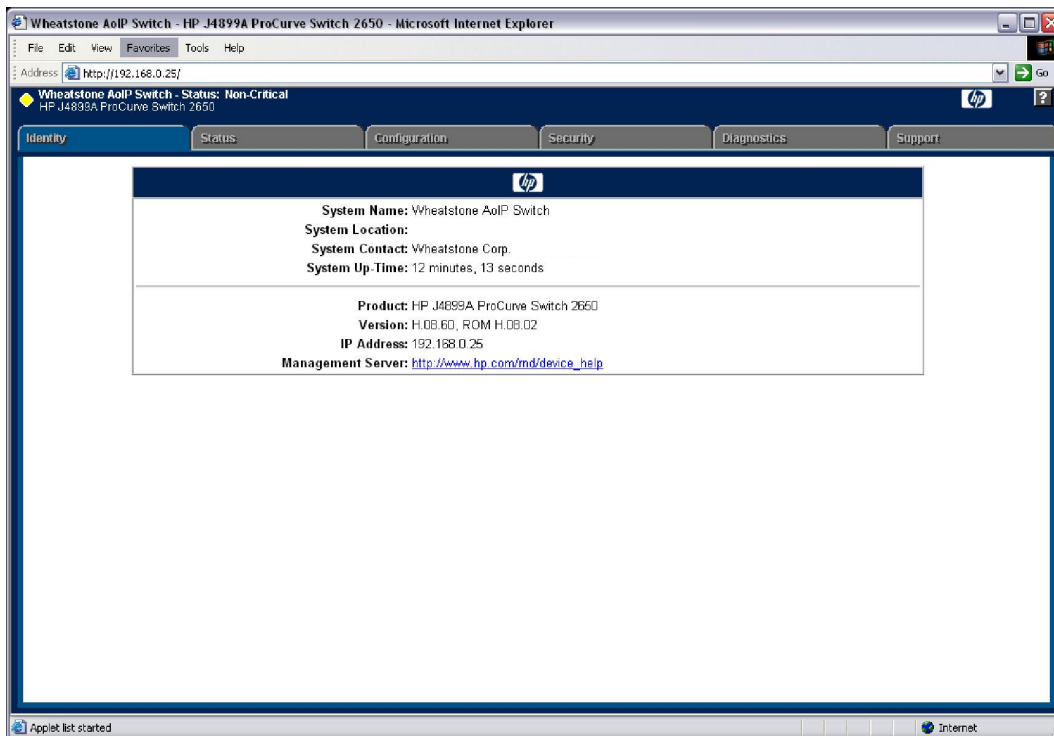 Wheatstone AoIP Switch - HP J4899A ProCurve Switch 2650 - Microsoft Internet Explorer
File Edit View Favorites Tools Help
Address http://192.168.0.25/ Go
Wheatstone AoIP Switch - Status: Non-Critical
HP J4899A ProCurve Switch 2650
hp ?
Identity Status Configuration Security Diagnostics Support
hp
System Name: Wheatstone AoIP Switch
System Location:
System Contact: Wheatstone Corp.
System Up-Time: 12 minutes, 13 seconds
Product: HP J4899A ProCurve Switch 2650
Version: H.08.60, ROM H.08.02
IP Address: 192.168.0.25
Management Server: http://www.hp.com/rnd/device_help
Applet list started Internet